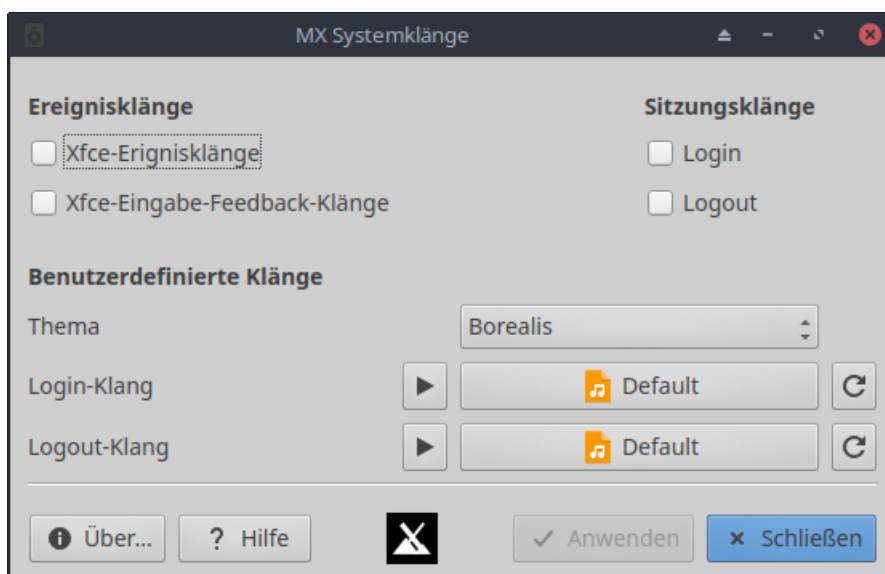 MX Systemklänge
Ereignisklänge
Sitzungsklänge
Xfce-Erignisklänge
Login
Xfce-Eingabe-Feedback-Klänge
Logout
Benutzerdefinierte Klänge
Thema
Borealis
Login-Klang
Default
Logout-Klang
Default
Über...
? Hilfe
Anwenden
Schließen